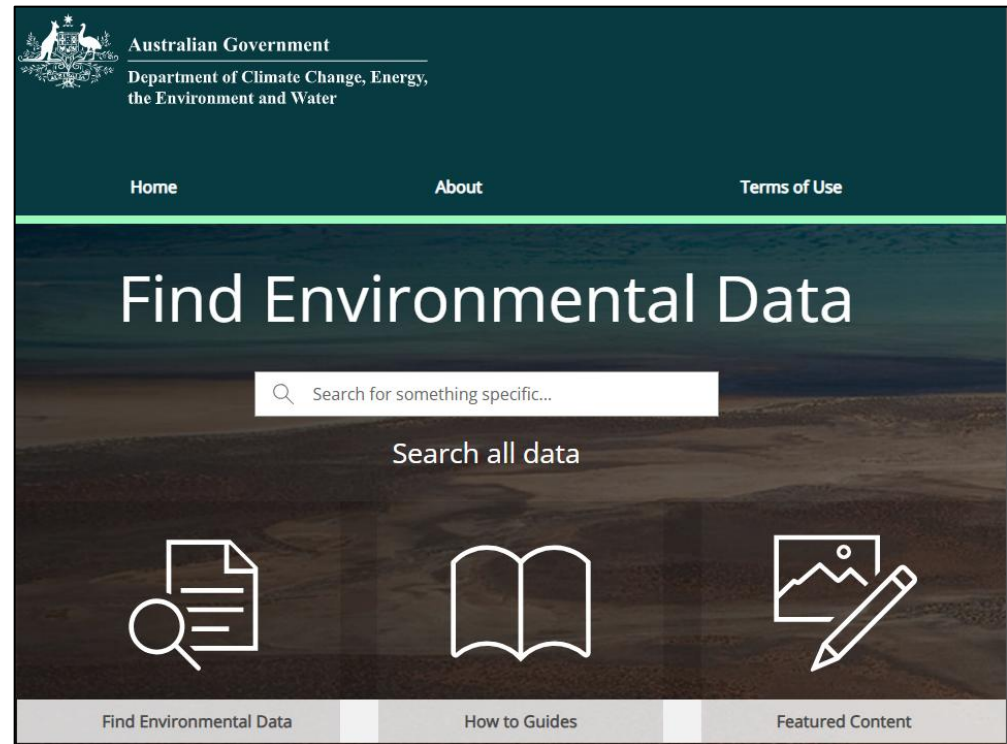 Australian Government
Department of Climate Change, Energy,
the Environment and Water
Home About Terms of Use
Find Environmental Data
Search for something specific...
Search all data
Find Environmental Data How to Guides Featured Content